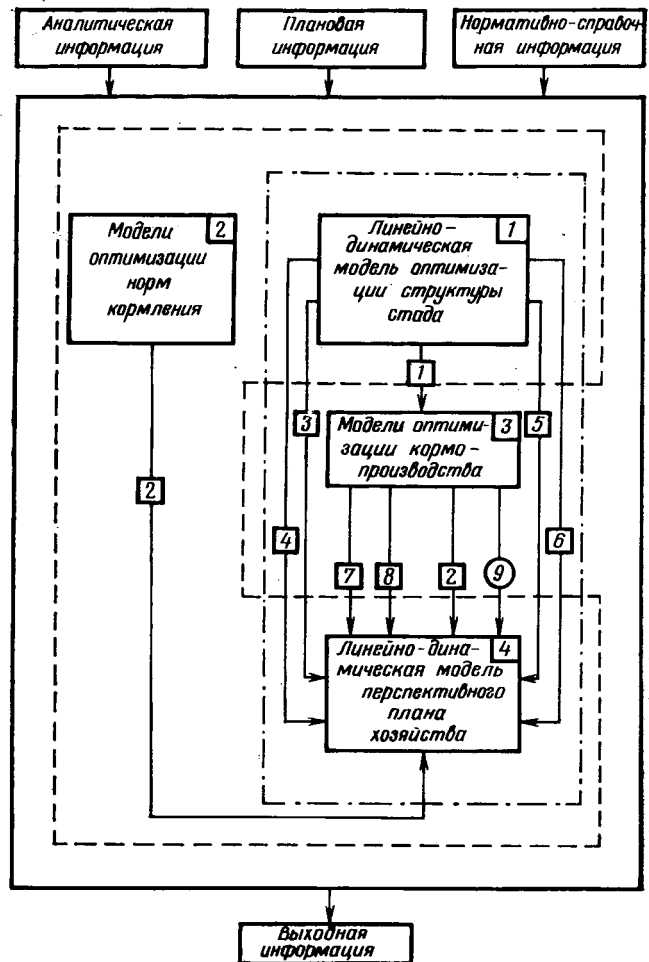 Аналитическая
информация
Плановая
информация
Нормативно-справоч-
ная информация
2
Модели
оптимизации
норм
кормления
1
Линейно-
динамическая
модель оптимиза-
ции структуры
стада
1
3
5
3
Модели оптими-
зации кормо-
производства
2
4
6
7
8
2
9
4
Линейно-дина-
мическая модель
перспективного
плана
хозяйства
Выходная
информация